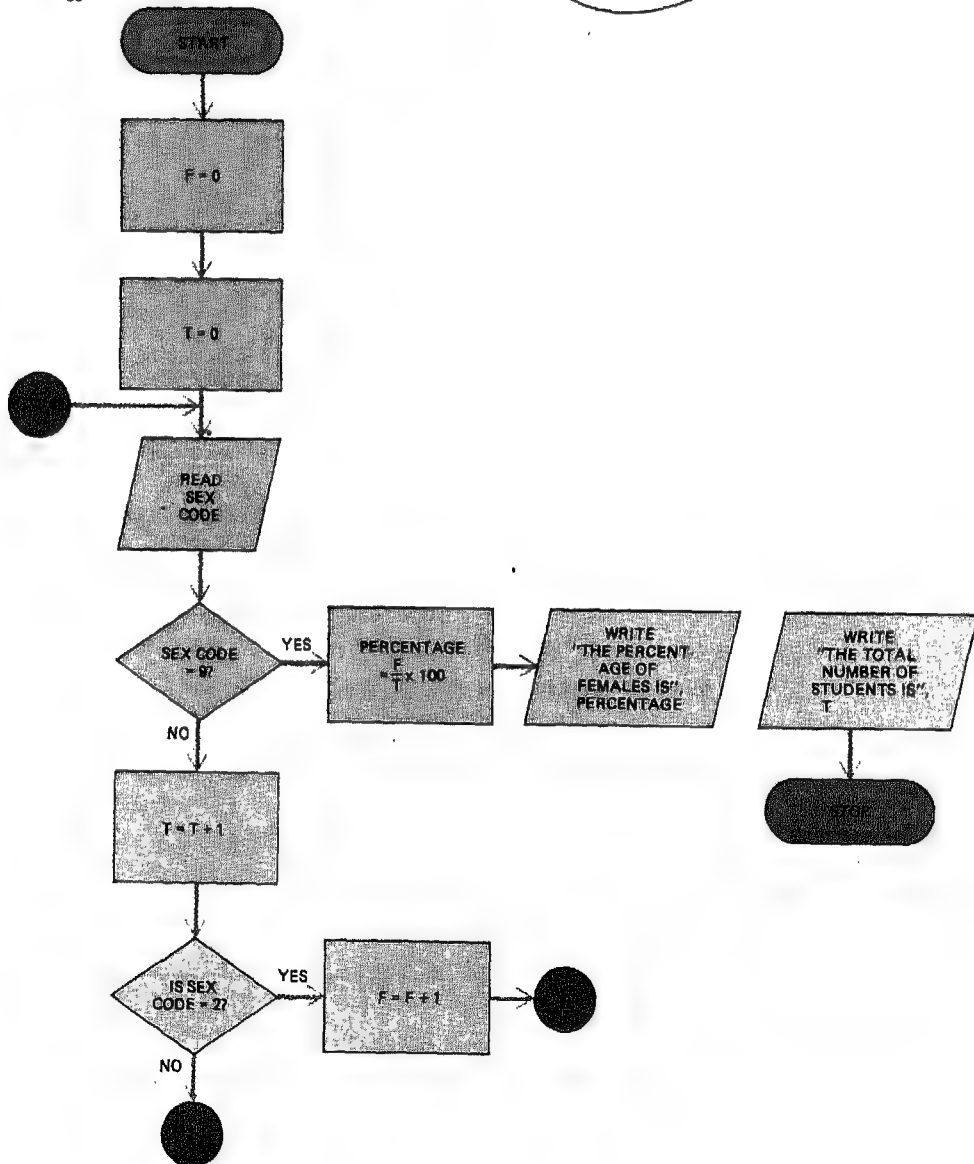 START
F = 0
T = 0
READ
SEX
CODE
SEX CODE
= 9?
YES
PERCENTAGE
= F/T × 100
WRITE
"THE PERCENT
AGE OF
FEMALES IS",
PERCENTAGE
WRITE
"THE TOTAL
NUMBER OF
STUDENTS IS",
T
STOP
NO
T = T + 1
IS SEX
CODE = 2?
YES
F = F + 1
NO